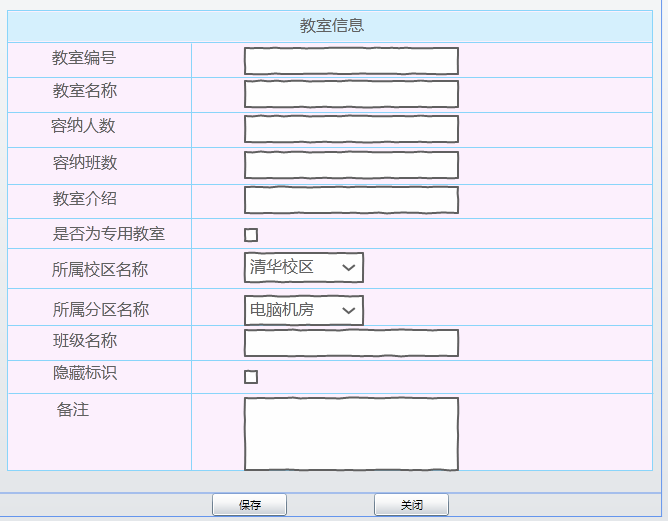 教室信息
教室编号
教室名称
容纳人数
容纳班数
教室介绍
是否为专用教室
所属校区名称 清华校区
所属分区名称 电脑机房
班级名称
隐藏标识
备注
保存 关闭